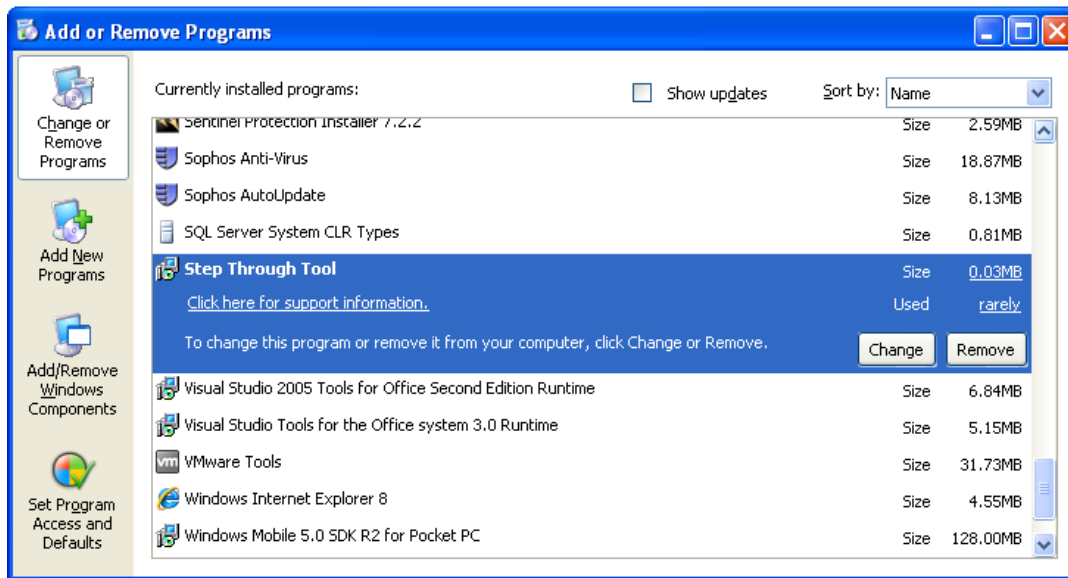 Add or Remove Programs
Change or
Remove
Programs
Add New
Programs
Add/Remove
Windows
Components
Set Program
Access and
Defaults
Currently installed programs:
Show updates
Sort by: Name
Sentinel Protection Installer 7.2.2 Size 2.59MB
Sophos Anti-Virus Size 18.87MB
Sophos AutoUpdate Size 8.13MB
SQL Server System CLR Types Size 0.81MB
Step Through Tool Size 0.03MB
Click here for support information. Used rarely
To change this program or remove it from your computer, click Change or Remove. Change Remove
Visual Studio 2005 Tools for Office Second Edition Runtime Size 6.84MB
Visual Studio Tools for the Office system 3.0 Runtime Size 5.15MB
vm VMware Tools Size 31.73MB
Windows Internet Explorer 8 Size 4.55MB
Windows Mobile 5.0 SDK R2 for Pocket PC Size 128.00MB